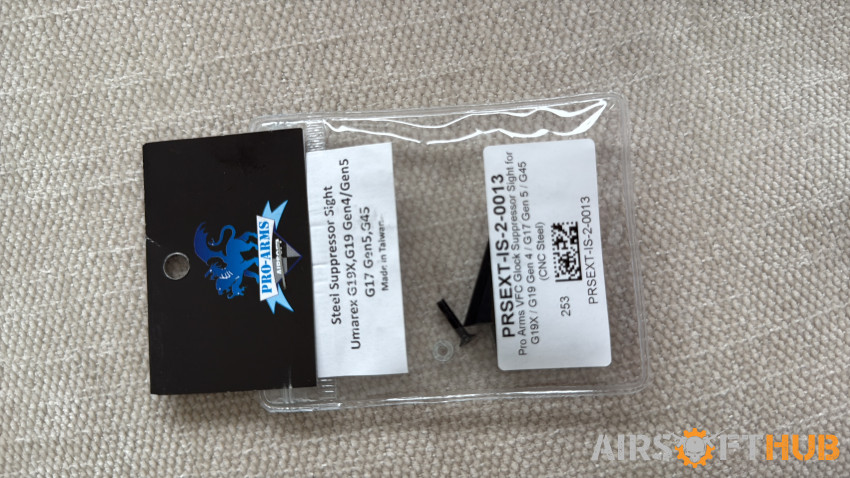 PRO-ARMS
AIRSOFT
Steel Suppressor Sight
Umarex G19X,G19 Gen4/Gen5
G17 Gen5,G45
Made in Taiwan
PRSEXT-IS-2-0013
Pro Arms VFC Glock Suppressor Sight for
G19X / G19 Gen 4 / G17 Gen 5 / G45
(CNC Steel)
253
PRSEXT-IS-2-0013
AIRSOFTHUB